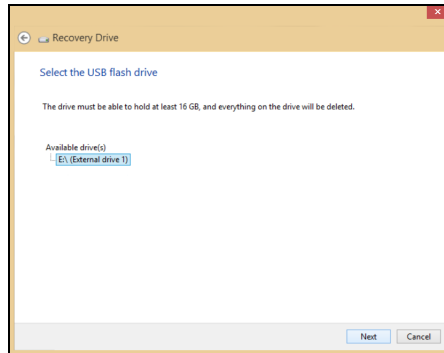 Recovery Drive
Select the USB flash drive
The drive must be able to hold at least 16 GB, and everything on the drive will be deleted.
Available drive(s)
E:\ (External drive 1)
Next Cancel